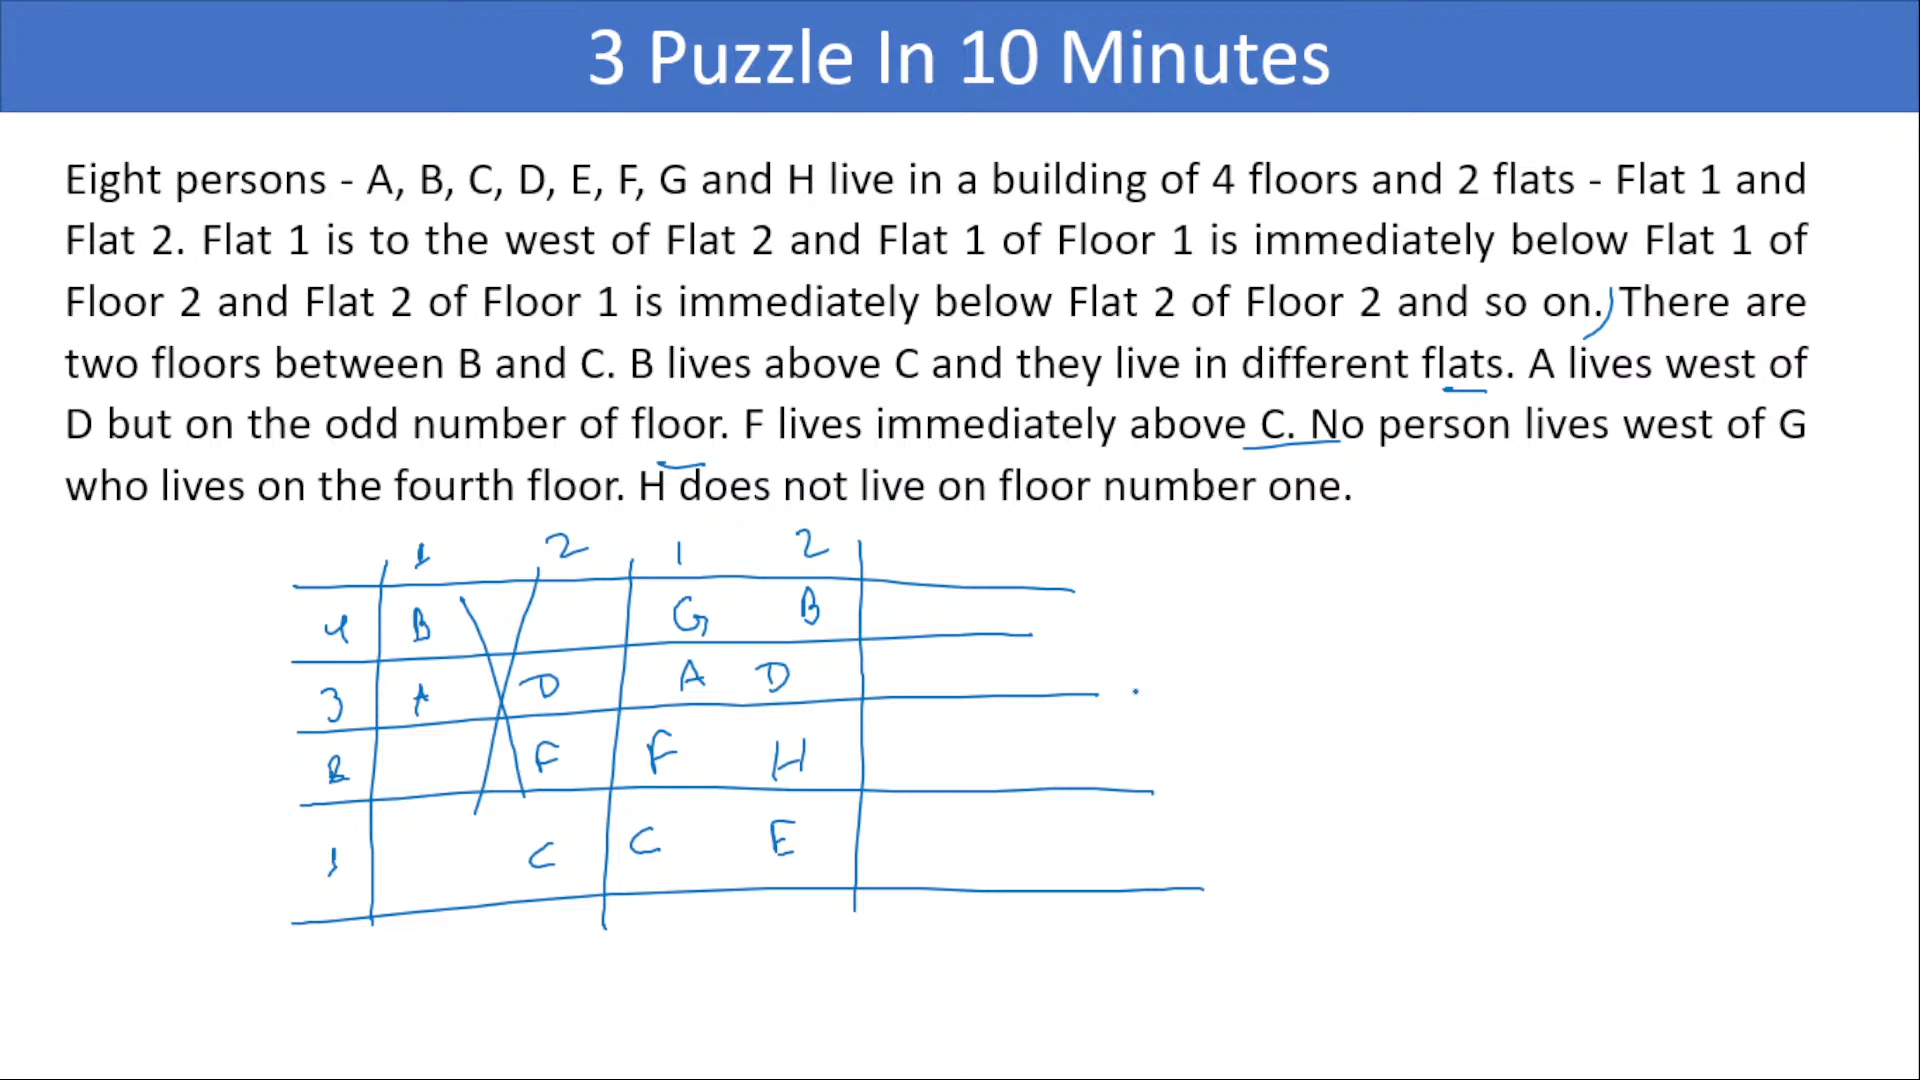 3 Puzzle In 10 Minutes
Eight persons - A, B, C, D, E, F, G and H live in a building of 4 floors and 2 flats - Flat 1 and
Flat 2. Flat 1 is to the west of Flat 2 and Flat 1 of Floor 1 is immediately below Flat 1 of
Floor 2 and Flat 2 of Floor 1 is immediately below Flat 2 of Floor 2 and so on. There are
two floors between B and C. B lives above C and they live in different flats. A lives west of
D but on the odd number of floor. F lives immediately above C. No person lives west of G
who lives on the fourth floor. H does not live on floor number one.
1 2 1 2
4 B G B
3 A D A D
2 F F H
1 C C E